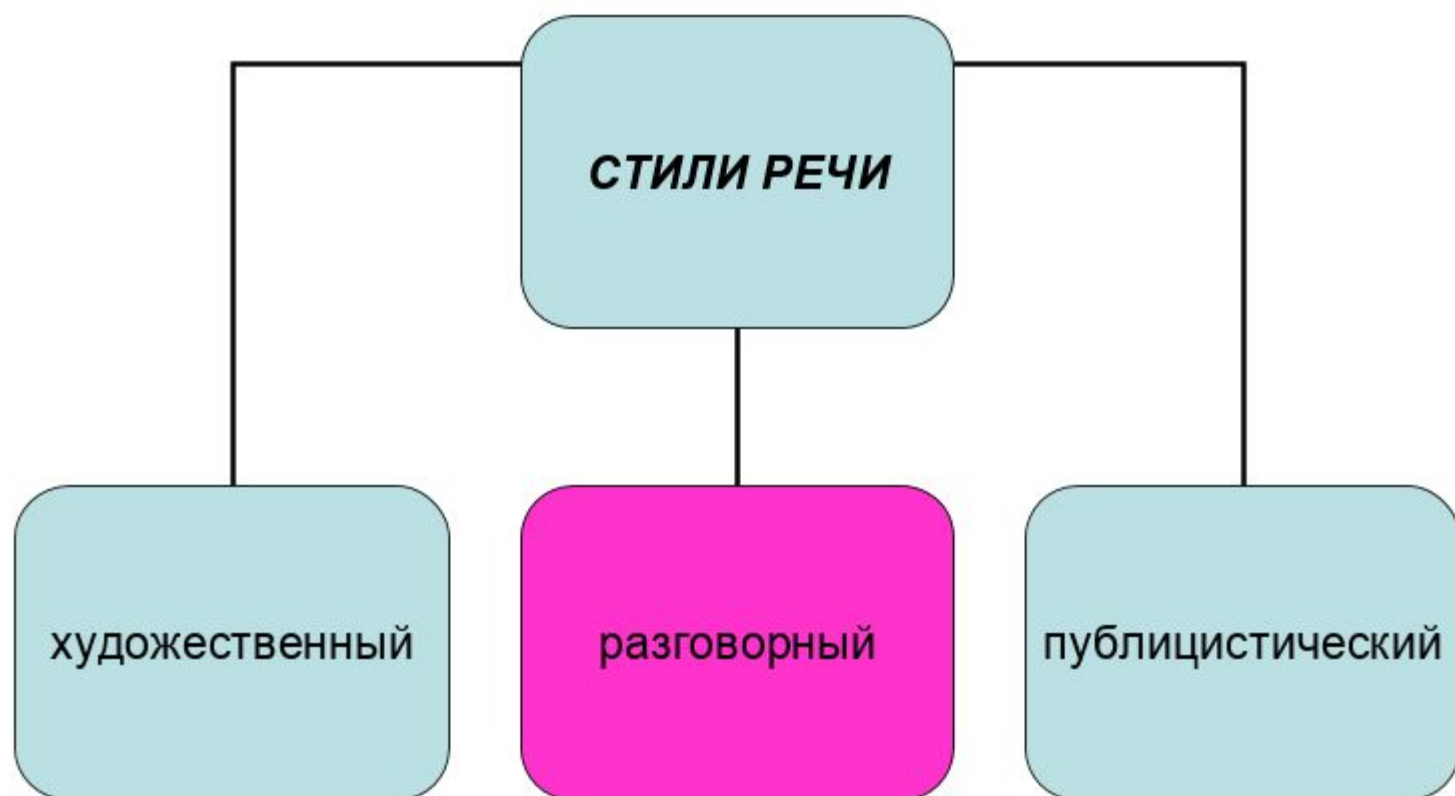 СТИЛИ РЕЧИ
художественный
разговорный
публицистический